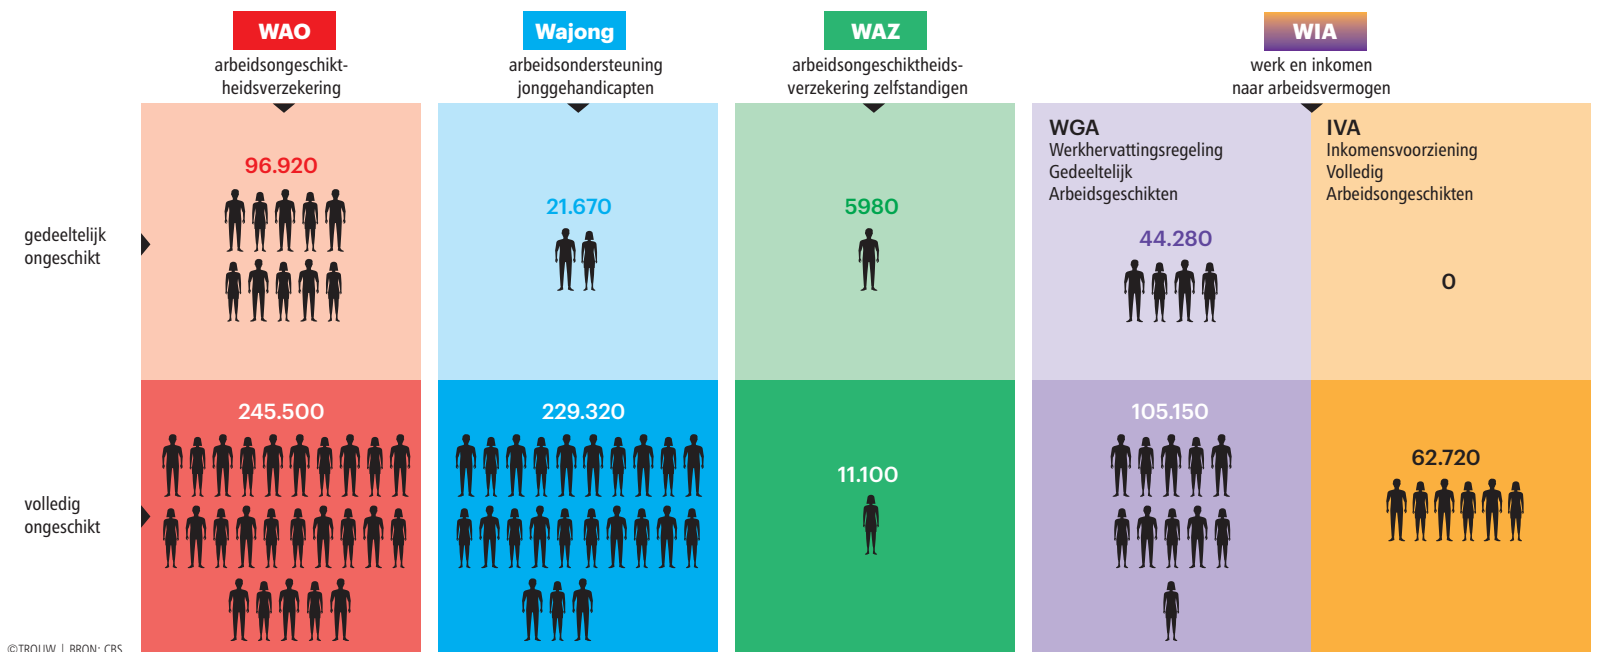 WAO
arbeidsongeschikt-
heidsverzekering
Wajong
arbeidsondersteuning
jonggehandicapten
WAZ
arbeidsongeschiktheids-
verzekering zelfstandigen
WIA
werk en inkomen
naar arbeidsvermogen
WGA
Werkhervattingsregeling
Gedeeltelijk
Arbeidsgeschikten
IVA
Inkomensvoorziening
Volledig
Arbeidsongeschikten
gedeeltelijk
ongeschikt
96.920
21.670
5980
44.280
0
volledig
ongeschikt
245.500
229.320
11.100
105.150
62.720
©TROUW | BRON: CBS